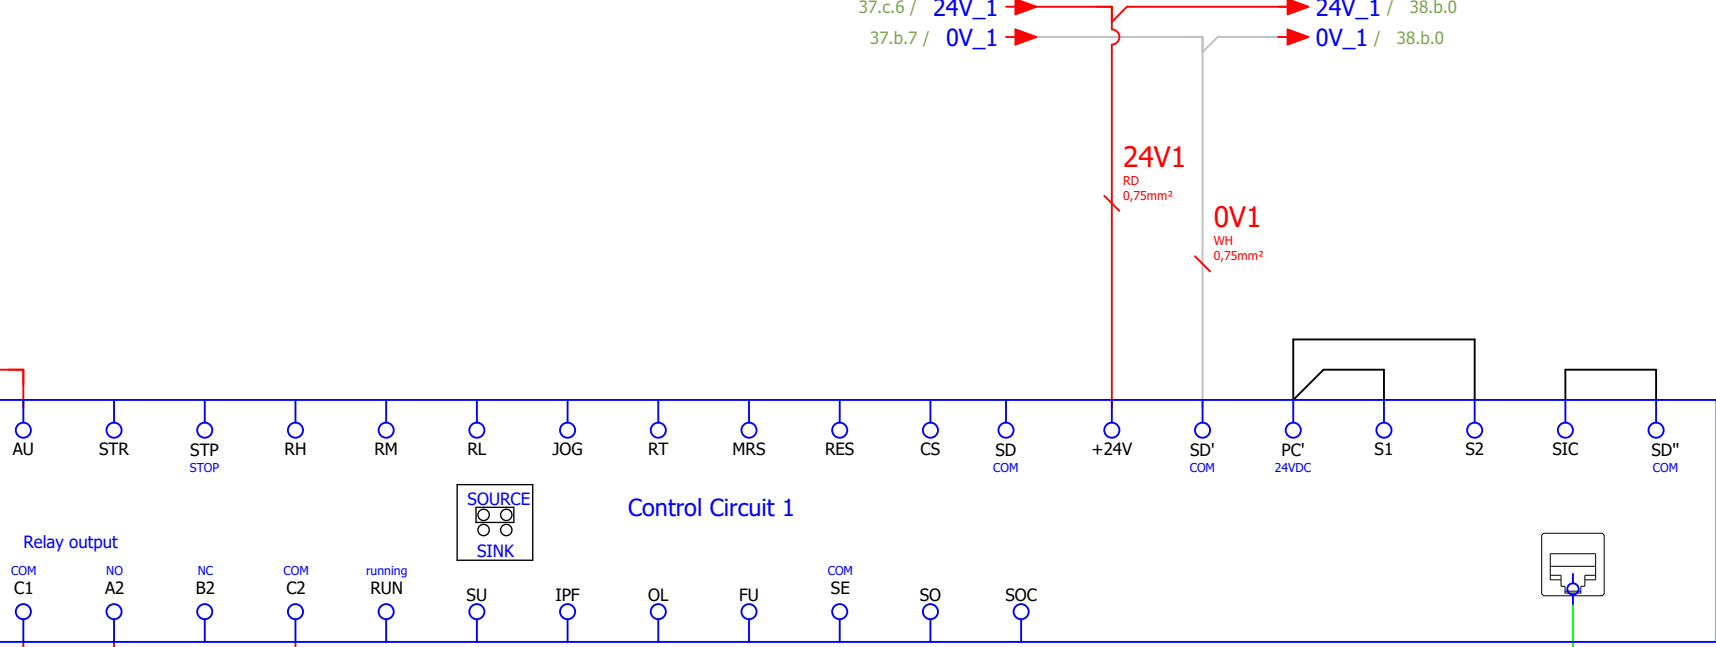 37.c.6 / 24V_1 24V_1 / 38.b.0
37.b.7 / 0V_1 0V_1 / 38.b.0
24V1
RD
0,75mm²
0V1
WH
0,75mm²
AU STR STP RH RM RL JOG RT MRS RES CS SD +24V SD' PC' S1 S2 SIC SD"
STOP COM COM 24VDC COM
SOURCE
Control Circuit 1
SINK
Relay output
COM NO NC COM running COM
C1 A2 B2 C2 RUN SU IPF OL FU SE SO SOC